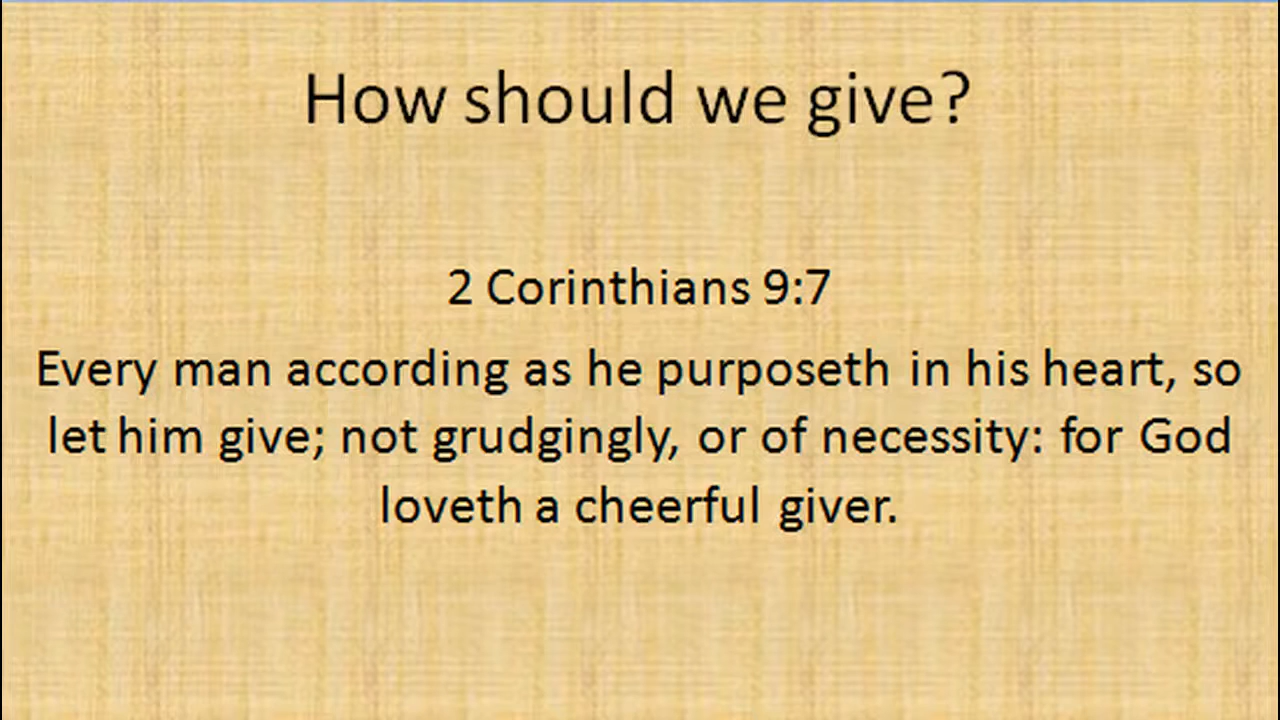 How should we give?
2 Corinthians 9:7
Every man according as he purposeth in his heart, so
let him give; not grudgingly, or of necessity: for God
loveth a cheerful giver.